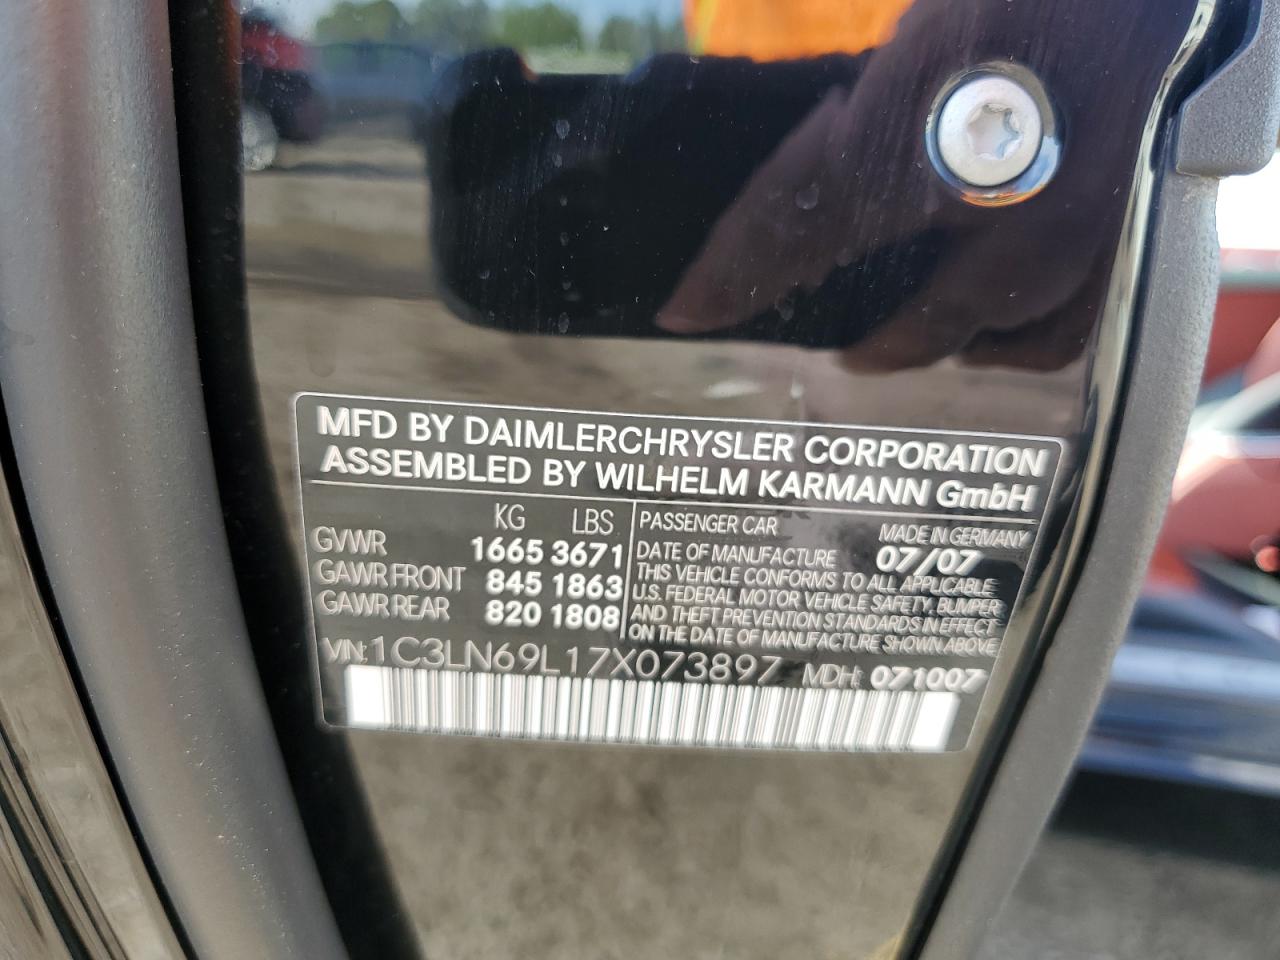 MFD BY DAIMLERCHRYSLER CORPORATION
ASSEMBLED BY WILHELM KARMANN GmbH
KG LBS
GVWR 1665 3671
GAWR FRONT 845 1863
GAWR REAR 820 1808
PASSENGER CAR MADE IN GERMANY
DATE OF MANUFACTURE 07/07
THIS VEHICLE CONFORMS TO ALL APPLICABLE
U.S. FEDERAL MOTOR VEHICLE SAFETY, BUMPER
AND THEFT PREVENTION STANDARDS IN EFFECT
ON THE DATE OF MANUFACTURE SHOWN ABOVE
VIN: 1C3LN69L17X073897 MDH: 071007